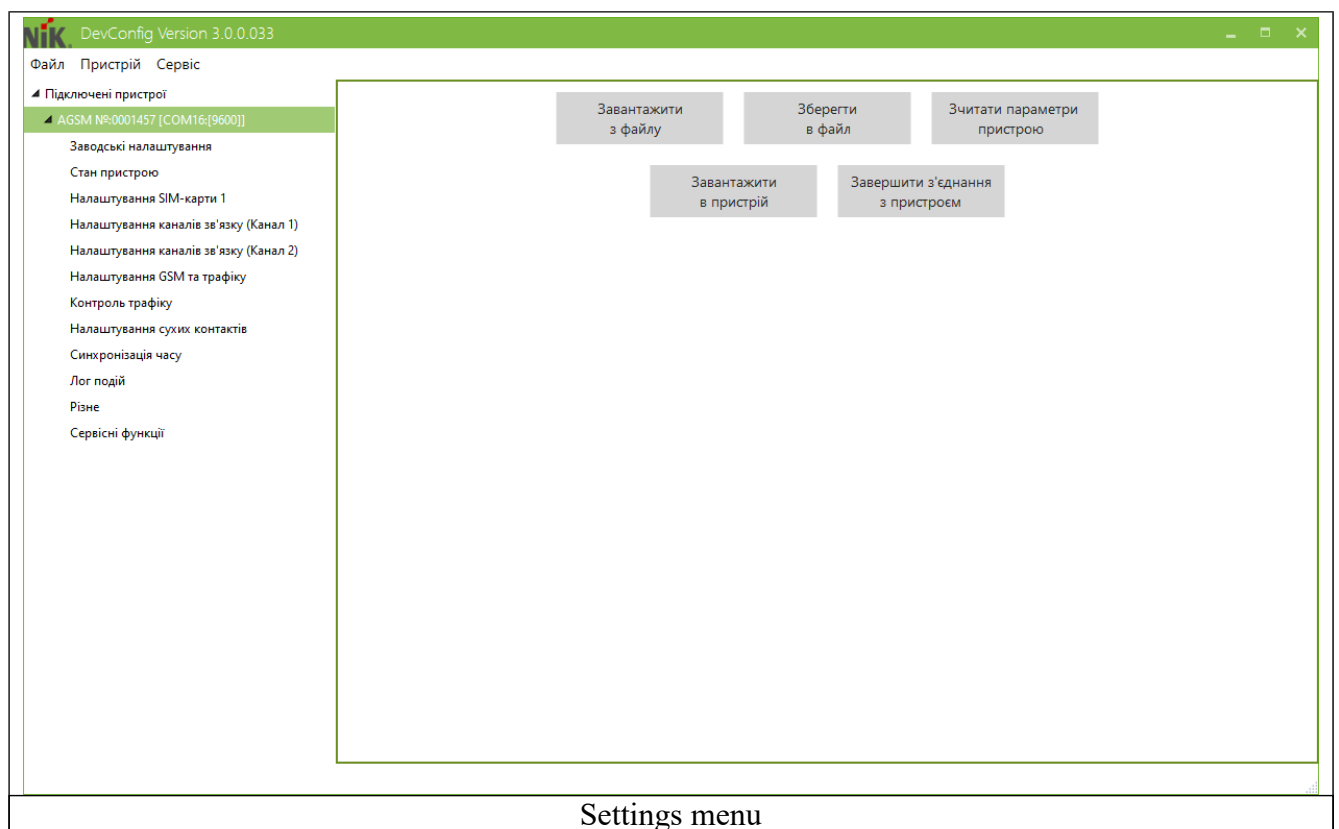 NiK. DevConfig Version 3.0.0.033
Файл Пристрій Сервіс
Підключені пристрої
AGSM №:0001457 [COM16:[9600]]
Заводські налаштування
Стан пристрою
Налаштування SIM-карти 1
Налаштування каналів зв'язку (Канал 1)
Налаштування каналів зв'язку (Канал 2)
Налаштування GSM та трафіку
Контроль трафіку
Налаштування сухих контактів
Синхронізація часу
Лог подій
Різне
Сервісні функції
Завантажити
з файлу
Зберегти
в файл
Зчитати параметри
пристрою
Завантажити
в пристрій
Завершити з'єднання
з пристроєм
Settings menu